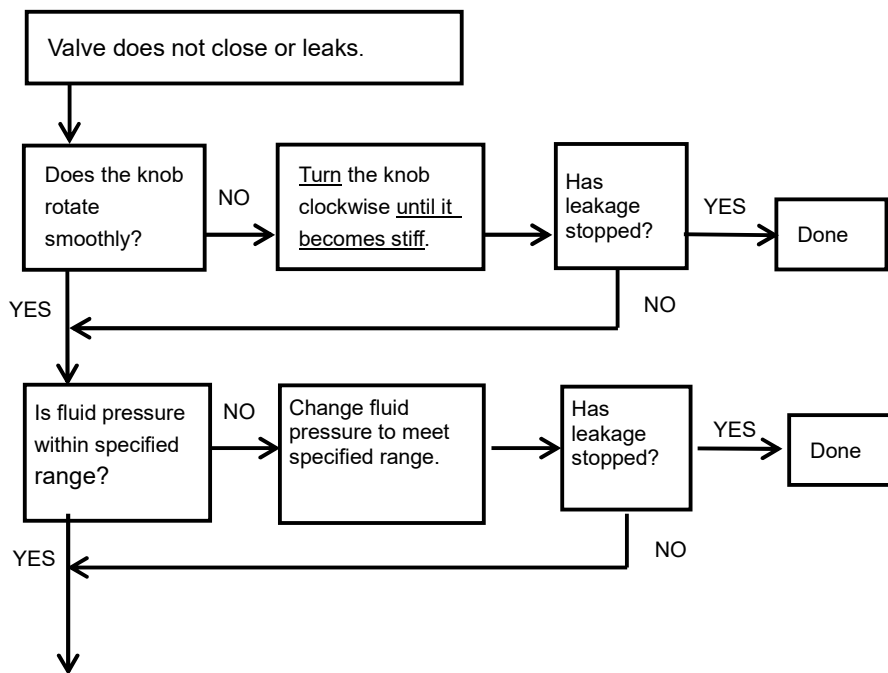 Valve does not close or leaks.
Does the knob
rotate
smoothly?
NO
Turn the knob
clockwise until it
becomes stiff.
Has
leakage
stopped?
YES
Done
YES
NO
Is fluid pressure
within specified
range?
NO
Change fluid
pressure to meet
specified range.
Has
leakage
stopped?
YES
Done
YES
NO